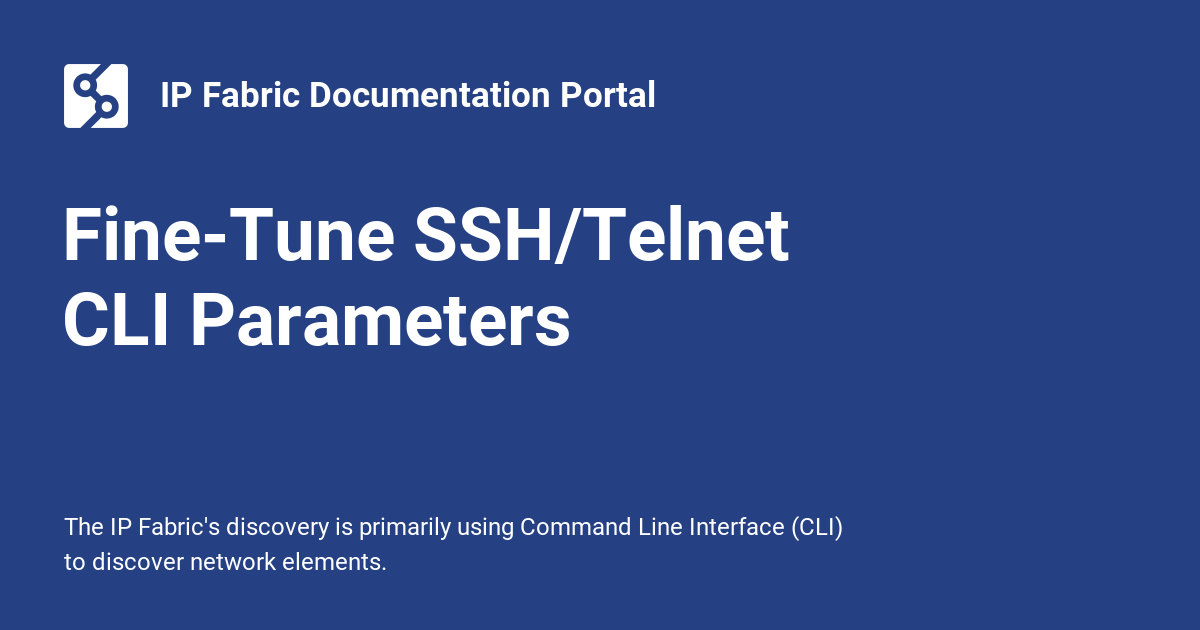 IP Fabric Documentation Portal
Fine-Tune SSH/Telnet
CLI Parameters
The IP Fabric's discovery is primarily using Command Line Interface (CLI)
to discover network elements.